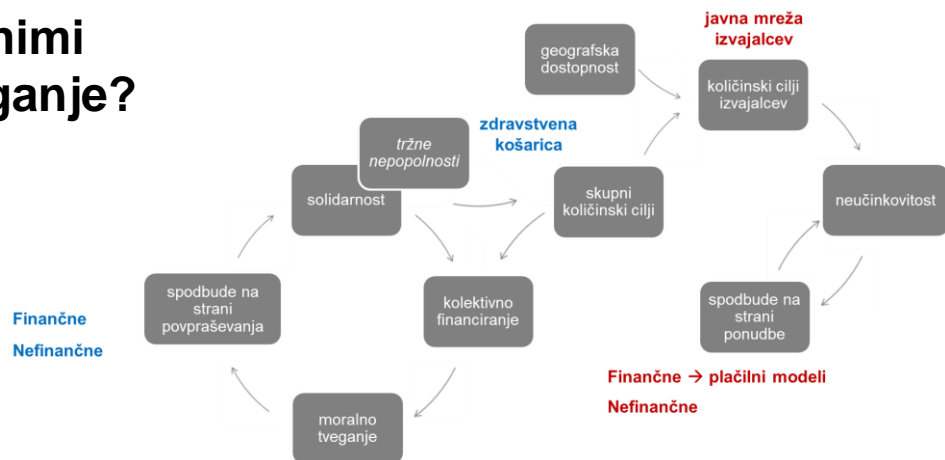 nimi
ganje?
javna mreža
izvajalcev
geografska
dostopnost
količinski cilji
izvajalcev
zdravstvena
košarica
tržne
nepopolnosti
solidarnost
skupni
količinski cilji
neučinkovitost
spodbude na
strani
povpraševanja
kolektivno
financiranje
spodbude na
strani
ponudbe
Finančne
Nefinančne
Finančne → plačilni modeli
Nefinančne
moralno
tveganje